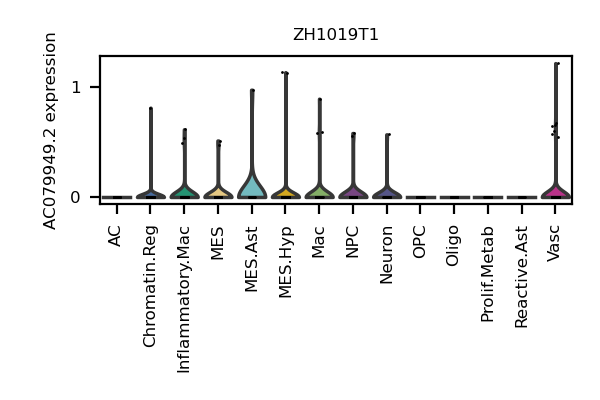 ZH1019T1
AC079949.2 expression
1
0
AC
Chromatin.Reg
Inflammatory.Mac
MES
MES.Ast
MES.Hyp
Mac
NPC
Neuron
OPC
Oligo
Prolif.Metab
Reactive.Ast
Vasc